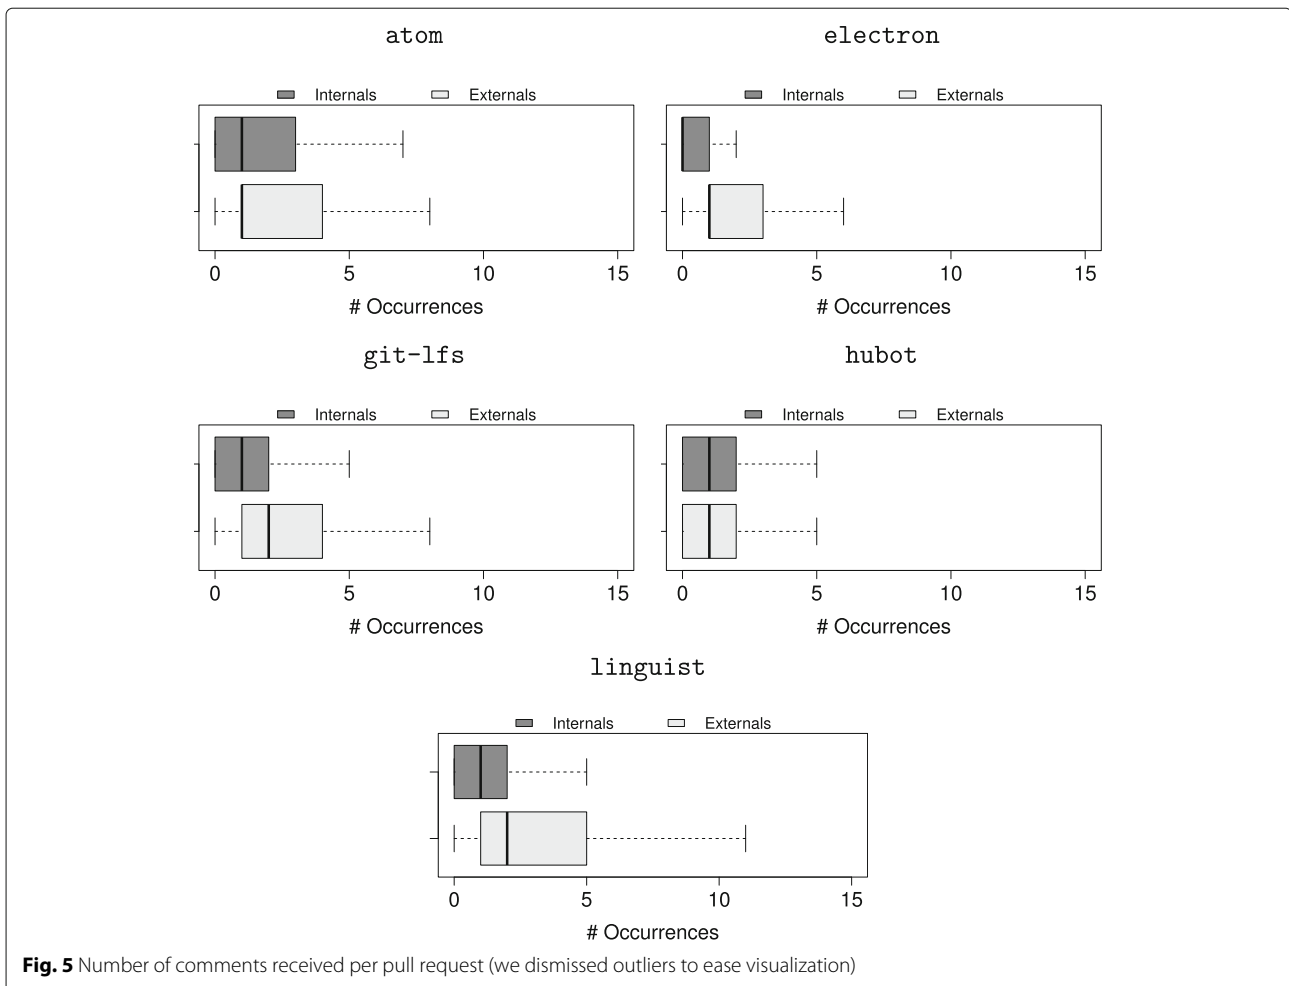 atom
Internals Externals
0 5 10 15
# Occurrences
electron
Internals Externals
0 5 10 15
# Occurrences
git-lfs
Internals Externals
0 5 10 15
# Occurrences
hubot
Internals Externals
0 5 10 15
# Occurrences
linguist
Internals Externals
0 5 10 15
# Occurrences
Fig. 5 Number of comments received per pull request (we dismissed outliers to ease visualization)